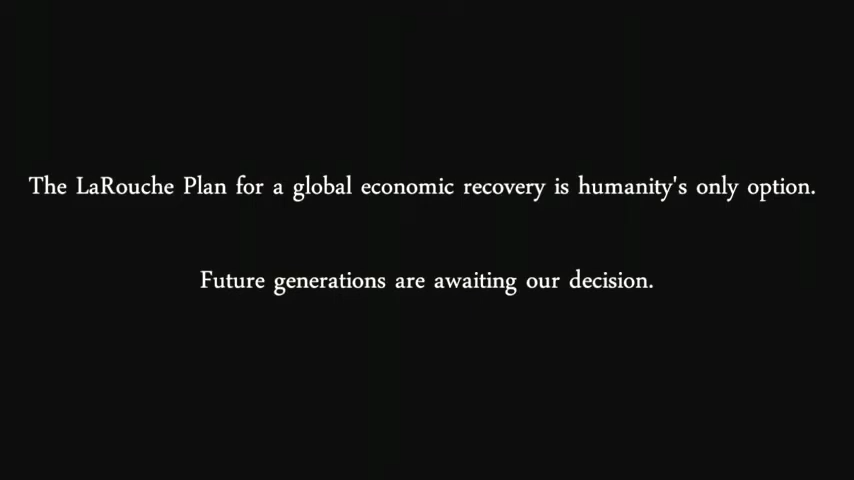 The LaRouche Plan for a global economic recovery is humanity's only option.
Future generations are awaiting our decision.